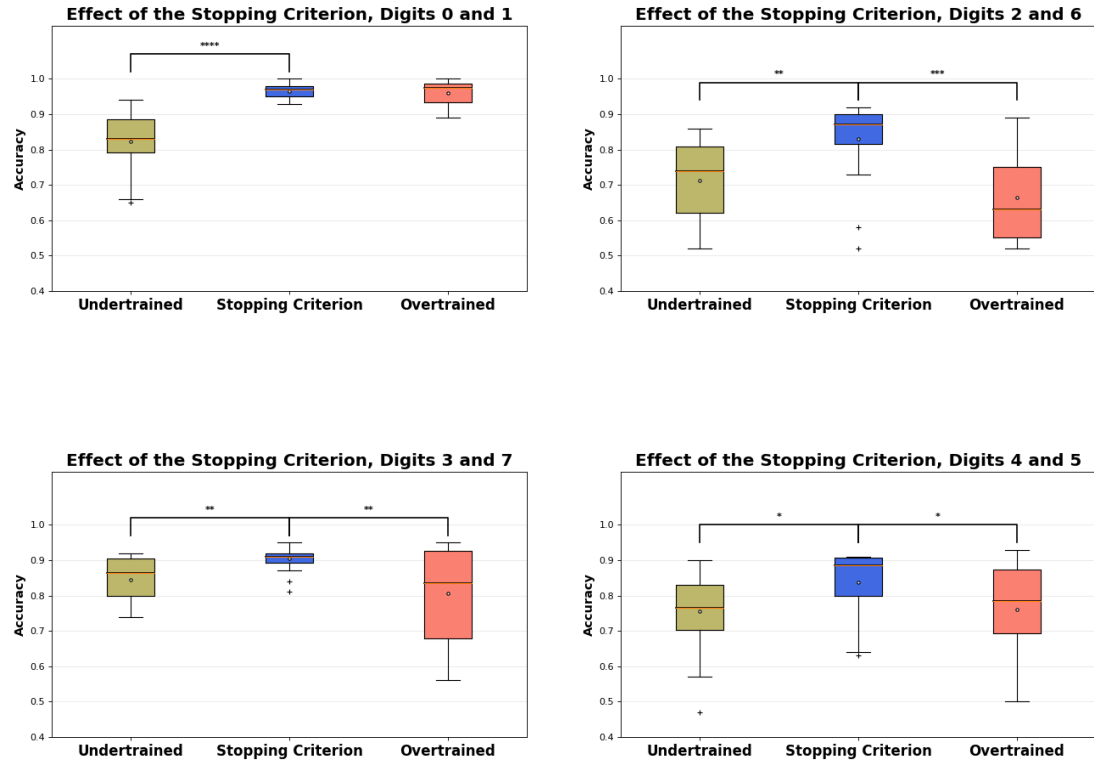 Effect of the Stopping Criterion, Digits 0 and 1
****
1.0
0.9
0.8
0.7
0.6
0.5
0.4
Accuracy
Undertrained Stopping Criterion Overtrained
Effect of the Stopping Criterion, Digits 2 and 6
** ***
1.0
0.9
0.8
0.7
0.6
0.5
0.4
Accuracy
Undertrained Stopping Criterion Overtrained
Effect of the Stopping Criterion, Digits 3 and 7
** **
1.0
0.9
0.8
0.7
0.6
0.5
0.4
Accuracy
Undertrained Stopping Criterion Overtrained
Effect of the Stopping Criterion, Digits 4 and 5
* *
1.0
0.9
0.8
0.7
0.6
0.5
0.4
Accuracy
Undertrained Stopping Criterion Overtrained